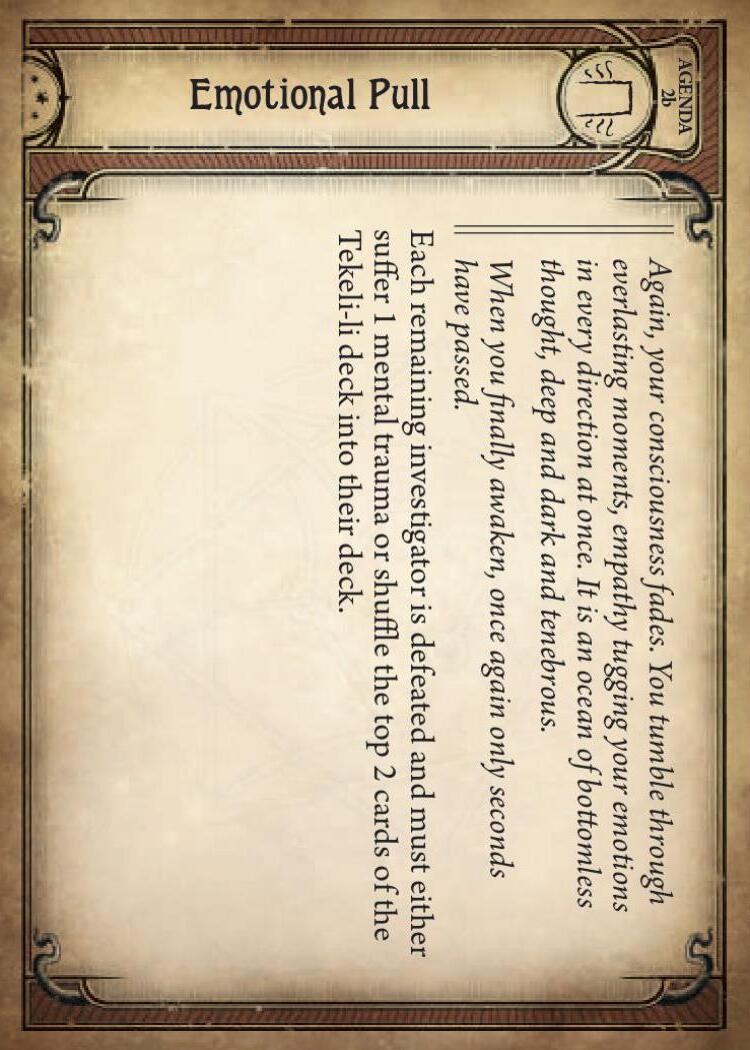 AGENDA
2b
Emotional Pull
Again, your consciousness fades. You tumble through
everlasting moments, empathy tugging your emotions
in every direction at once. It is an ocean of bottomless
thought, deep and dark and tenebrous.
When you finally awaken, once again only seconds
have passed.
Each remaining investigator is defeated and must either
suffer 1 mental trauma or shuffle the top 2 cards of the
Tekeli-li deck into their deck.